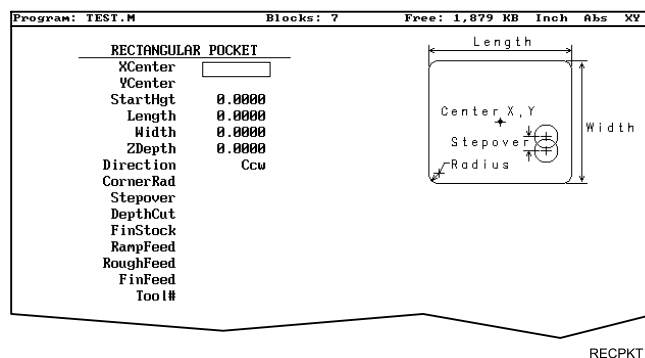 Program: TEST.M Blocks: 7 Free: 1,879 KB Inch Abs XY
RECTANGULAR POCKET
XCenter
YCenter
StartHgt 0.0000
Length 0.0000
Width 0.0000
ZDepth 0.0000
Direction Ccw
CornerRad
Stepover
DepthCut
FinStock
RampFeed
RoughFeed
FinFeed
Tool#
Length
Center X,Y
Width
Stepover
Radius
RECPKT